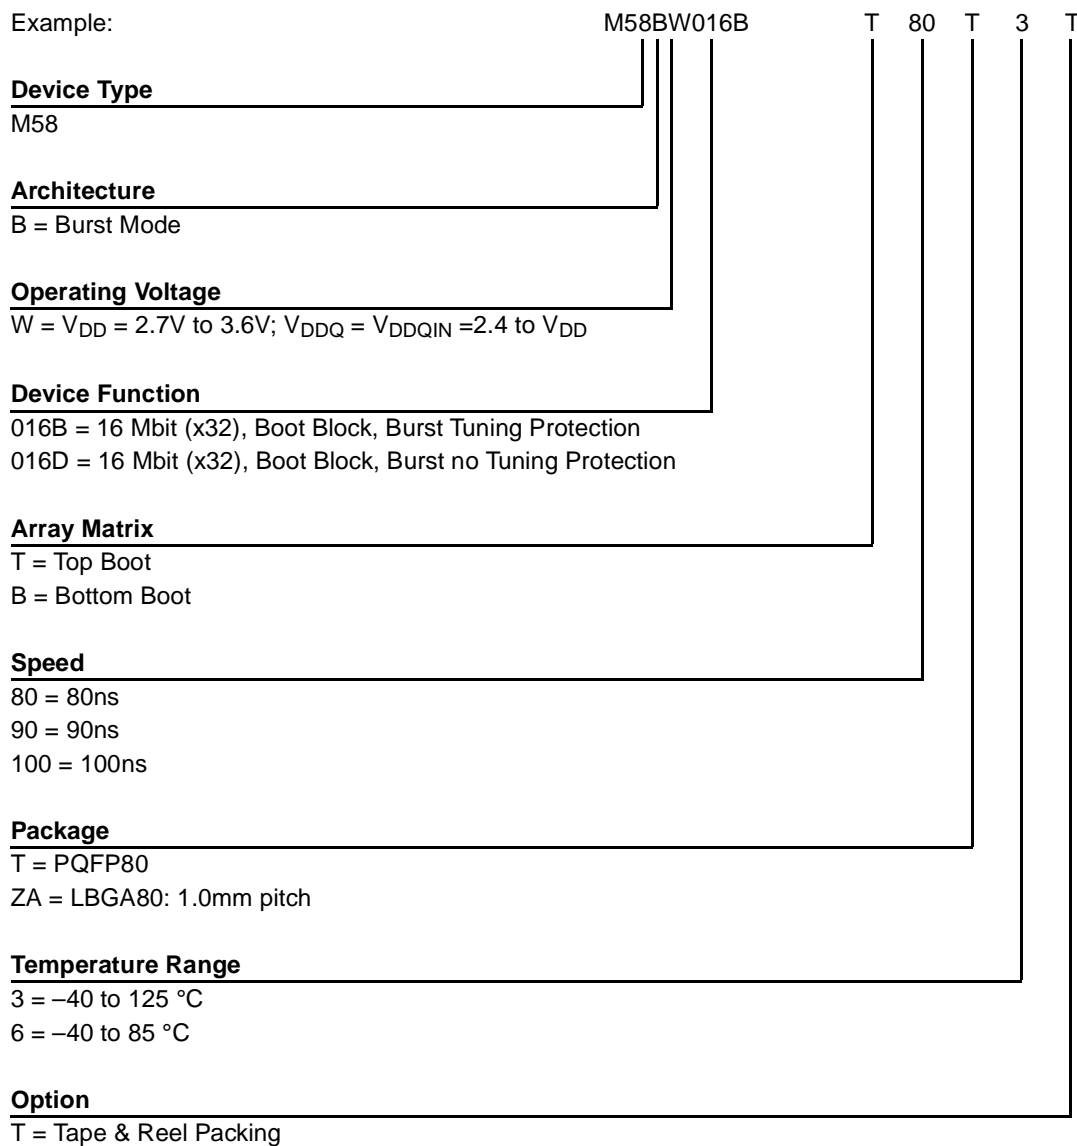 Example: M58BW016B T 80 T 3 T
Device Type
M58
Architecture
B = Burst Mode
Operating Voltage
W = VDD = 2.7V to 3.6V; VDDQ = VDDQIN =2.4 to VDD
Device Function
016B = 16 Mbit (x32), Boot Block, Burst Tuning Protection
016D = 16 Mbit (x32), Boot Block, Burst no Tuning Protection
Array Matrix
T = Top Boot
B = Bottom Boot
Speed
80 = 80ns
90 = 90ns
100 = 100ns
Package
T = PQFP80
ZA = LBGA80: 1.0mm pitch
Temperature Range
3 = –40 to 125 °C
6 = –40 to 85 °C
Option
T = Tape & Reel Packing